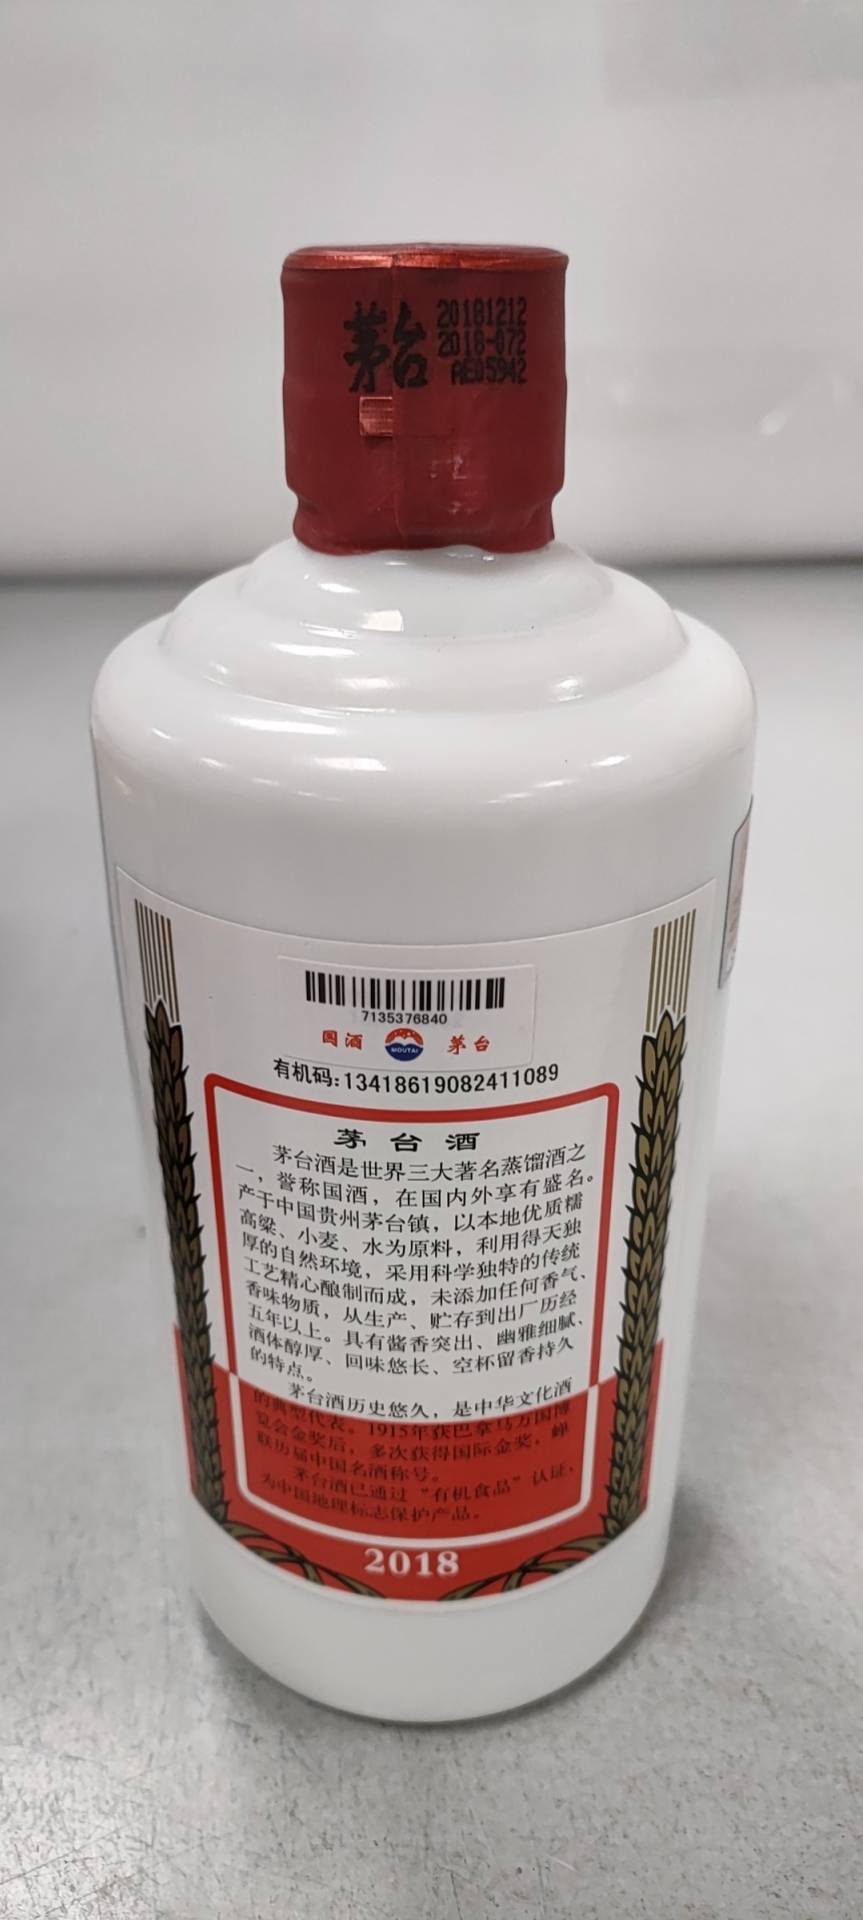 茅台
20181212
2018-072
AE05942
7135376840
国酒 MOUTAI 茅台
有机码:13418619082411089
茅台酒
茅台酒是世界三大著名蒸馏酒之
一，誉称国酒，在国内外享有盛名。
产于中国贵州茅台镇，以本地优质糯
高粱、小麦、水为原料，利用得天独
厚的自然环境，采用科学独特的传统
工艺精心酿制而成，未添加任何香气、
香味物质，从生产、贮存到出厂历经
五年以上。具有酱香突出、幽雅细腻、
酒体醇厚、回味悠长、空杯留香持久
的特点。
茅台酒历史悠久，是中华文化酒
的典型代表。1915年获巴拿马万国博
览会金奖后，多次获得国际金奖，蝉
联历届中国名酒称号。
茅台酒已通过“有机食品”认证、
为中国地理标志保护产品。
2018